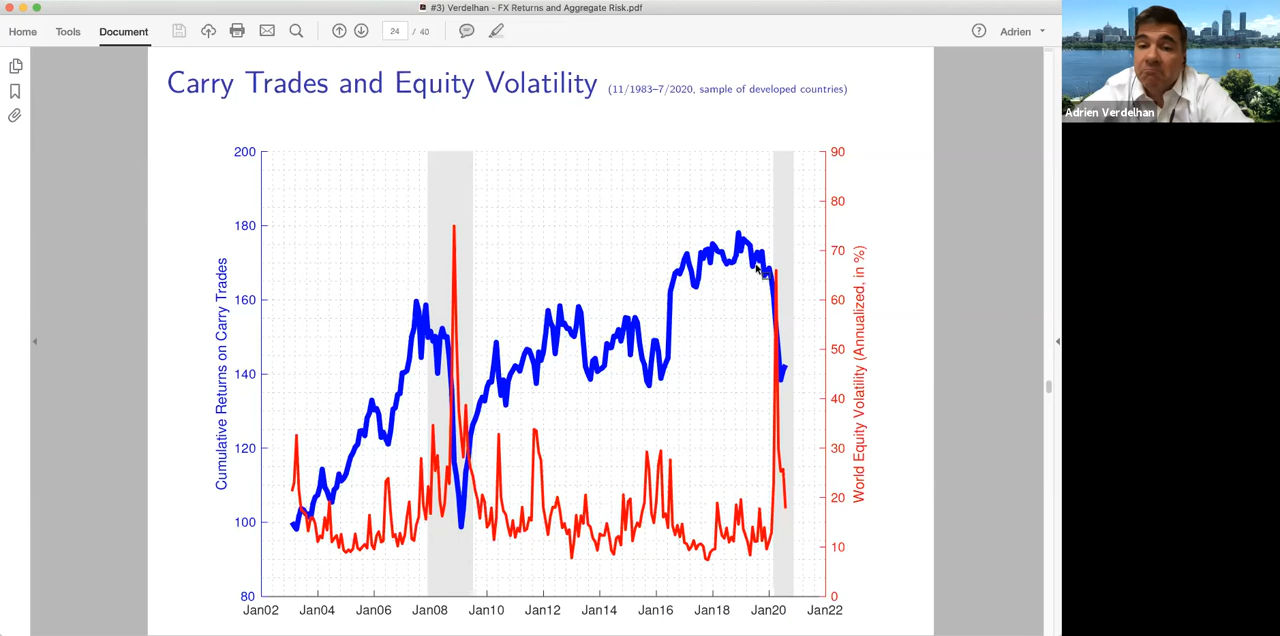 #3) Verdelhan - FX Returns and Aggregate Risk.pdf
Home Tools Document 24 / 40 Adrien
Carry Trades and Equity Volatility (11/1983–7/2020, sample of developed countries)
Adrien Verdelhan
Cumulative Returns on Carry Trades
200
180
160
140
120
100
80
90
80
70
60
50
40
30
20
10
0
World Equity Volatility (Annualized, in %)
Jan02 Jan04 Jan06 Jan08 Jan10 Jan12 Jan14 Jan16 Jan18 Jan20 Jan22